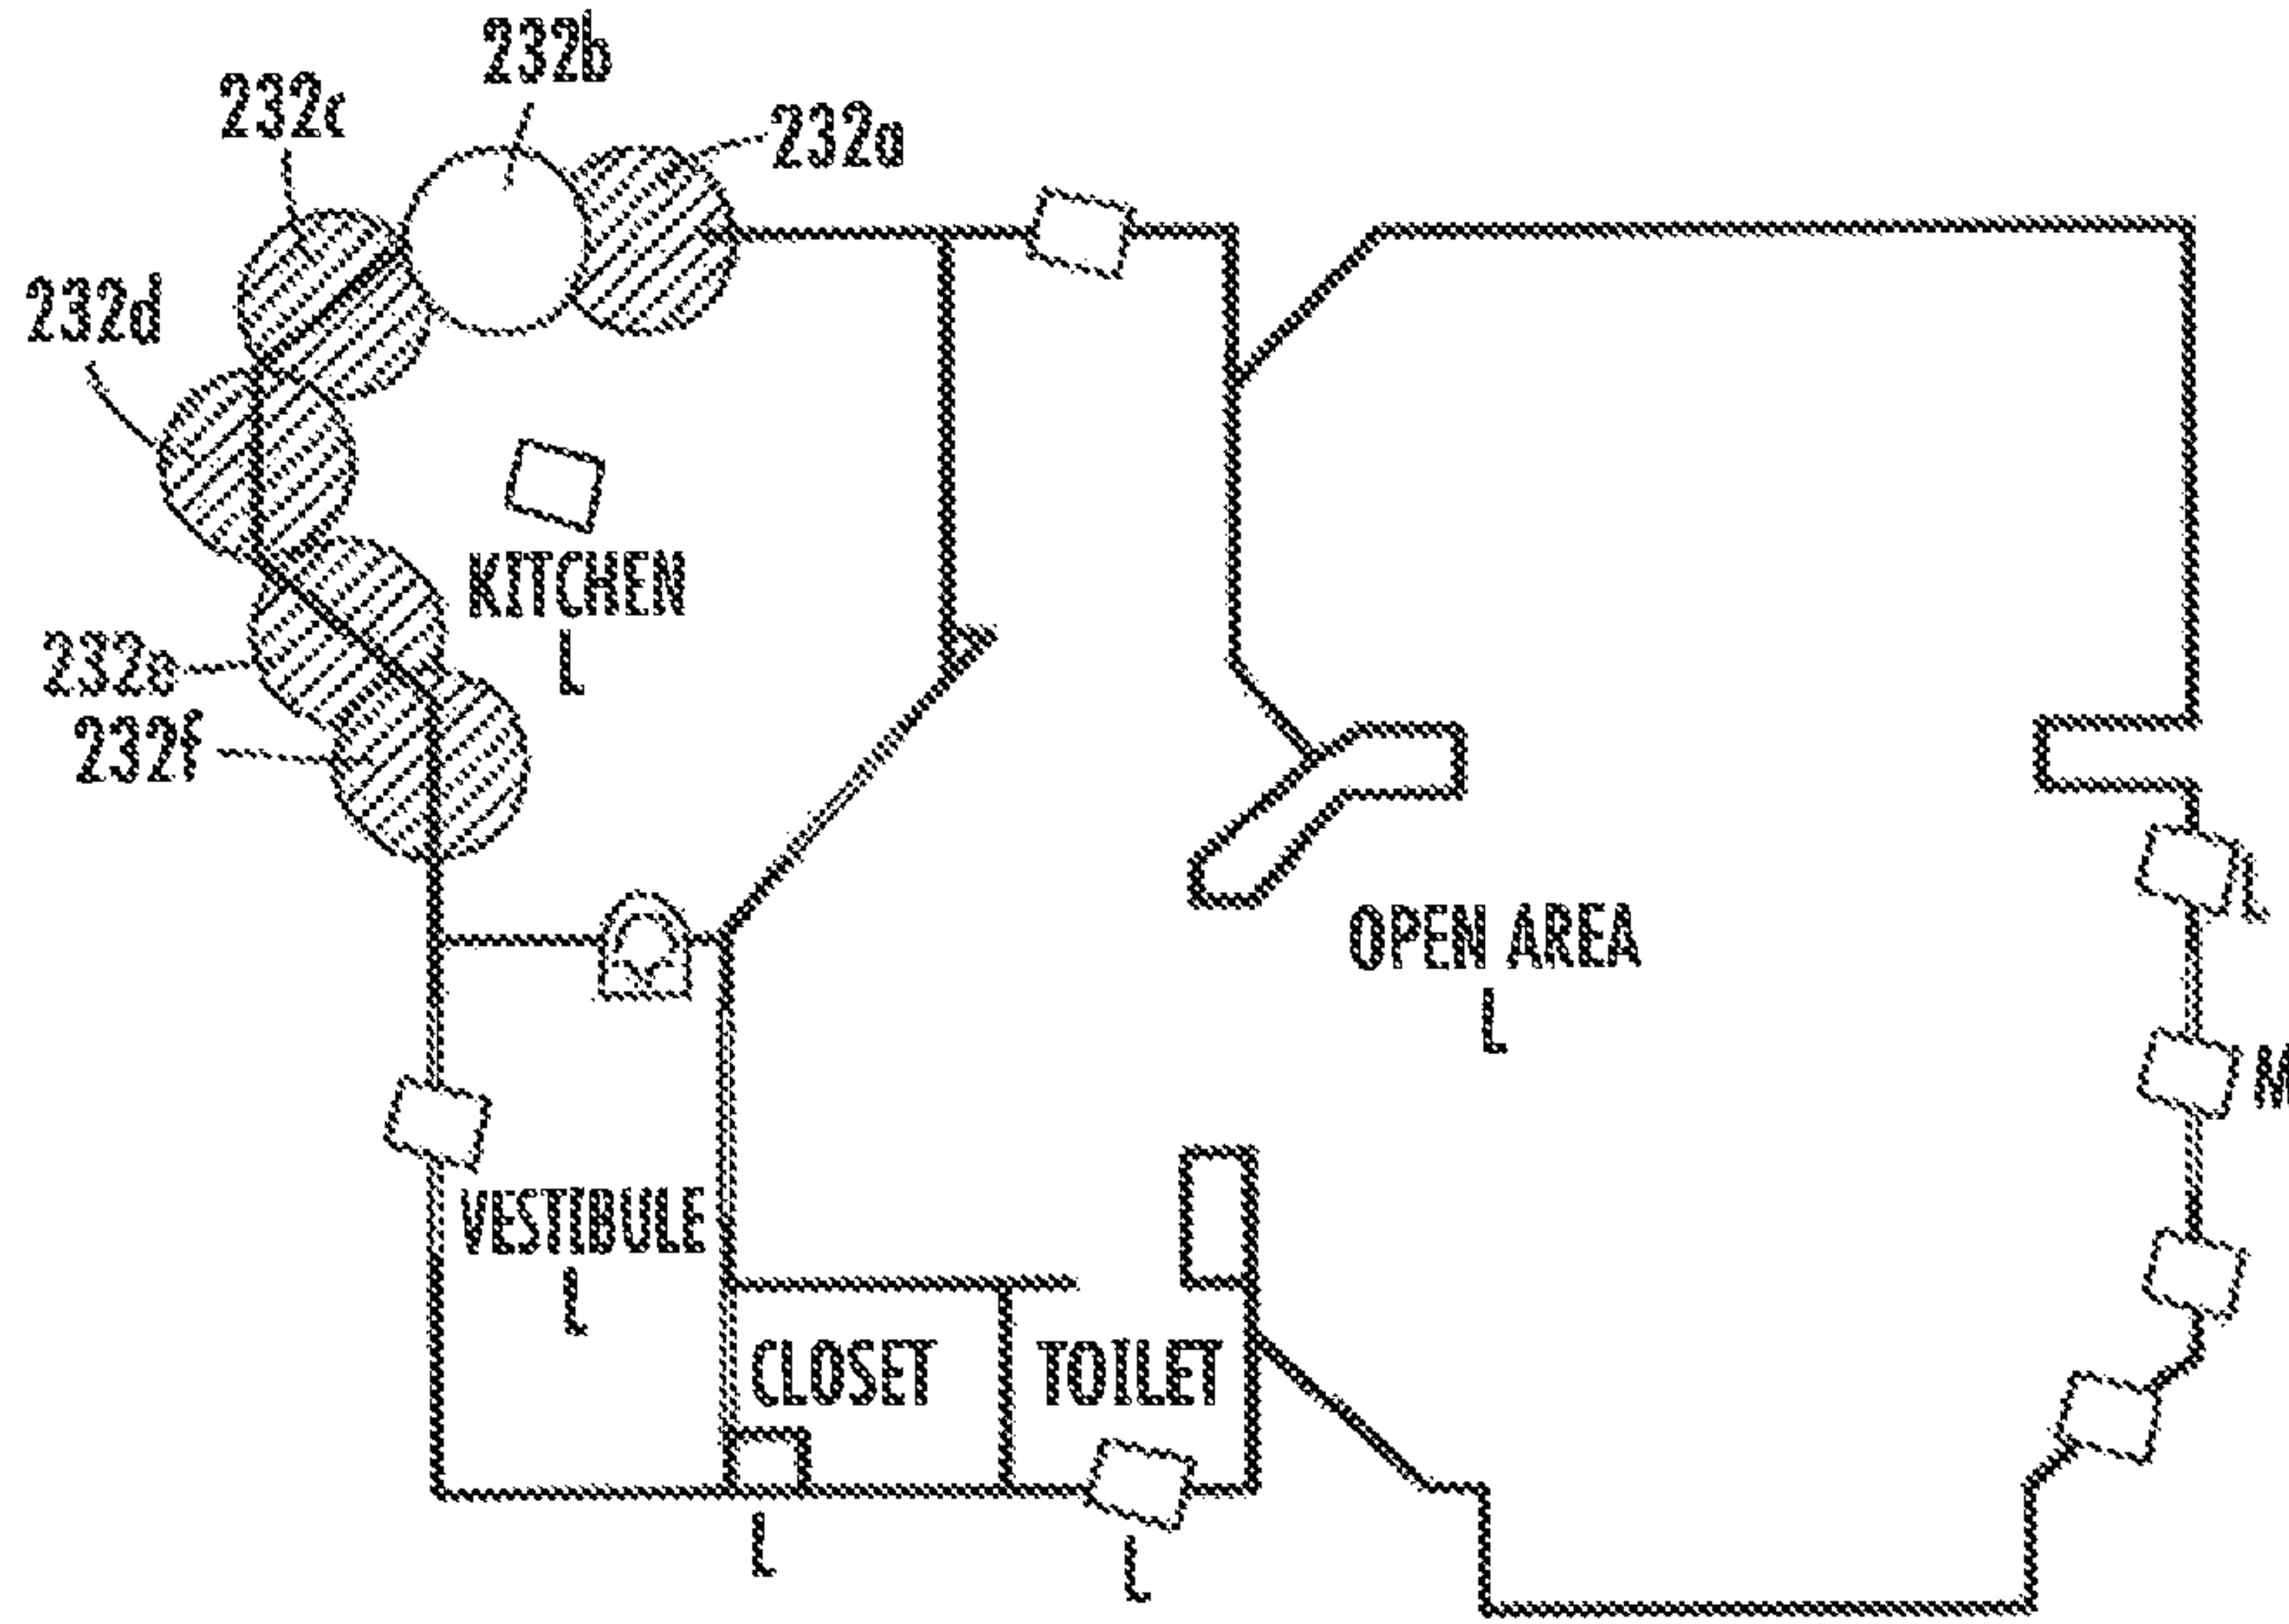 232b
232c
232a
232d
KITCHEN
232e
232f
OPEN AREA
M
VESTIBULE
CLOSET
TOILET